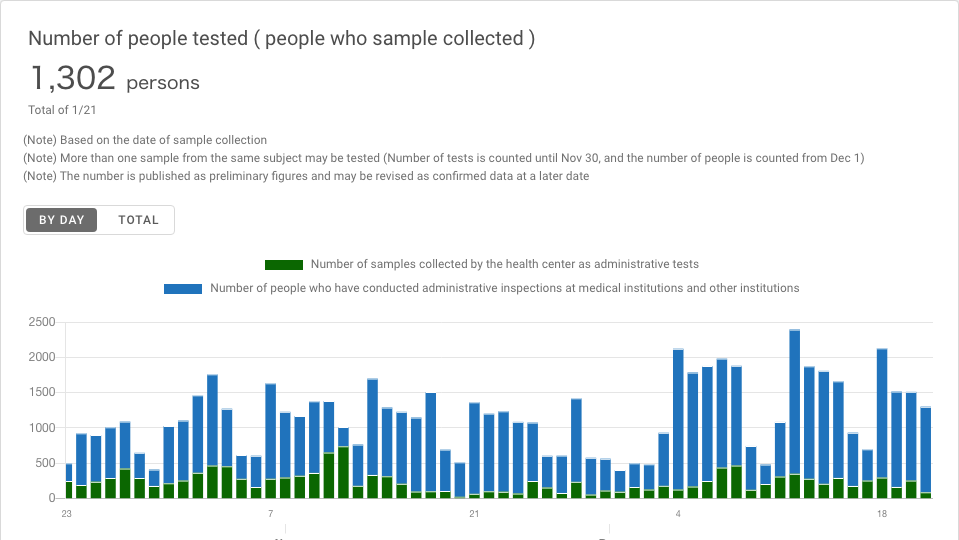 Number of people tested ( people who sample collected )
1,302 persons
Total of 1/21
(Note) Based on the date of sample collection
(Note) More than one sample from the same subject may be tested (Number of tests is counted until Nov 30, and the number of people is counted from Dec 1)
(Note) The number is published as preliminary figures and may be revised as confirmed data at a later date
BY DAY TOTAL
Number of samples collected by the health center as administrative tests
Number of people who have conducted administrative inspections at medical institutions and other institutions
2500
2000
1500
1000
500
0
23 7 21 4 18